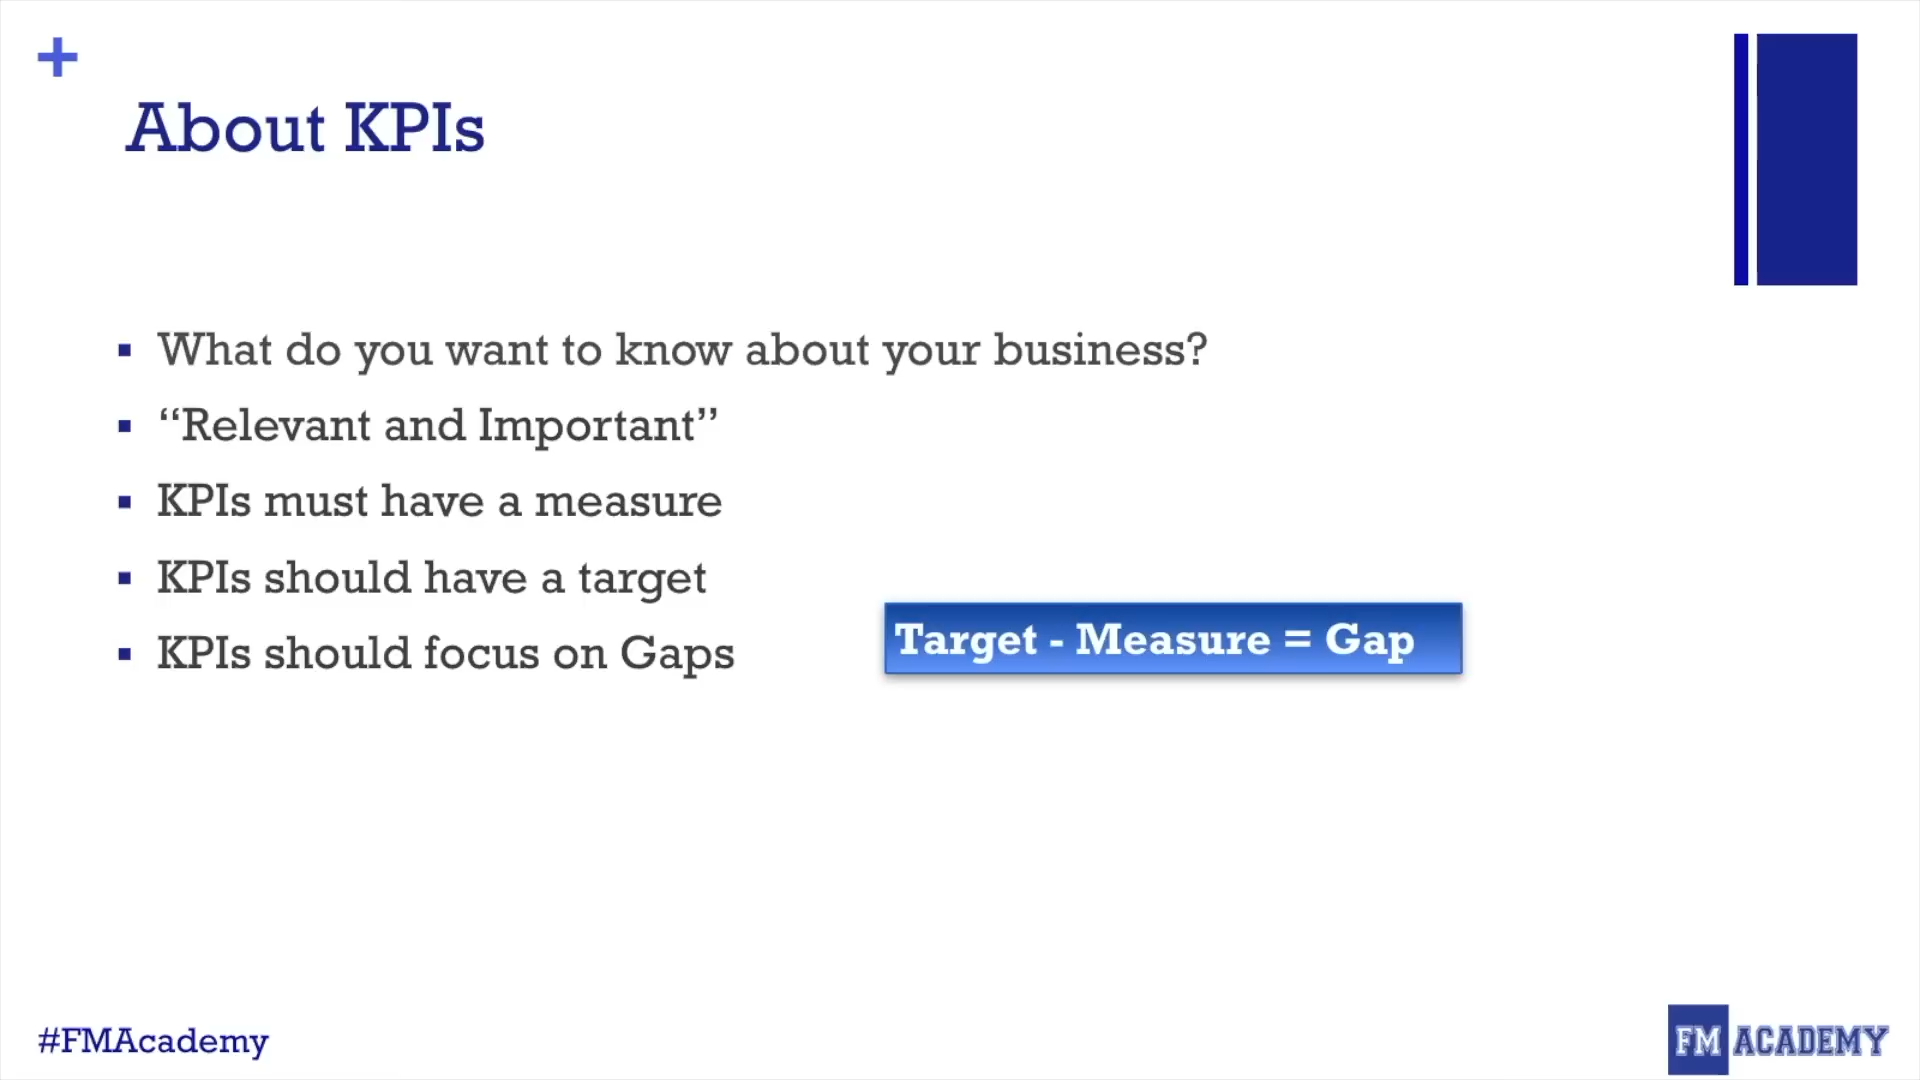 +
About KPIs
▪ What do you want to know about your business?
▪ “Relevant and Important”
▪ KPIs must have a measure
▪ KPIs should have a target
▪ KPIs should focus on Gaps
Target - Measure = Gap
#FMAcademy
FM ACADEMY